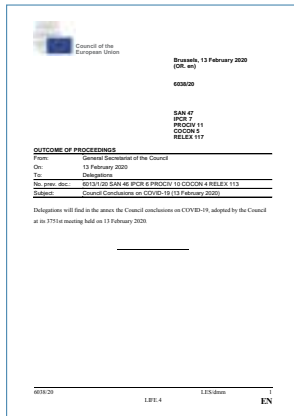 Council of the
European Union
Brussels, 13 February 2020
(OR. en)
6038/20
SAN 47
IPCR 7
PROCIV 11
COCON 5
RELEX 117
OUTCOME OF PROCEEDINGS
From: General Secretariat of the Council
On: 13 February 2020
To: Delegations
No. prev. doc.: 6013/1/20 SAN 46 IPCR 6 PROCIV 10 COCON 4 RELEX 113
Subject: Council Conclusions on COVID-19 (13 February 2020)
Delegations will find in the annex the Council conclusions on COVID-19, adopted by the Council
at its 3751st meeting held on 13 February 2020.
6038/20 LES/dmm 1
LIFE.4 EN